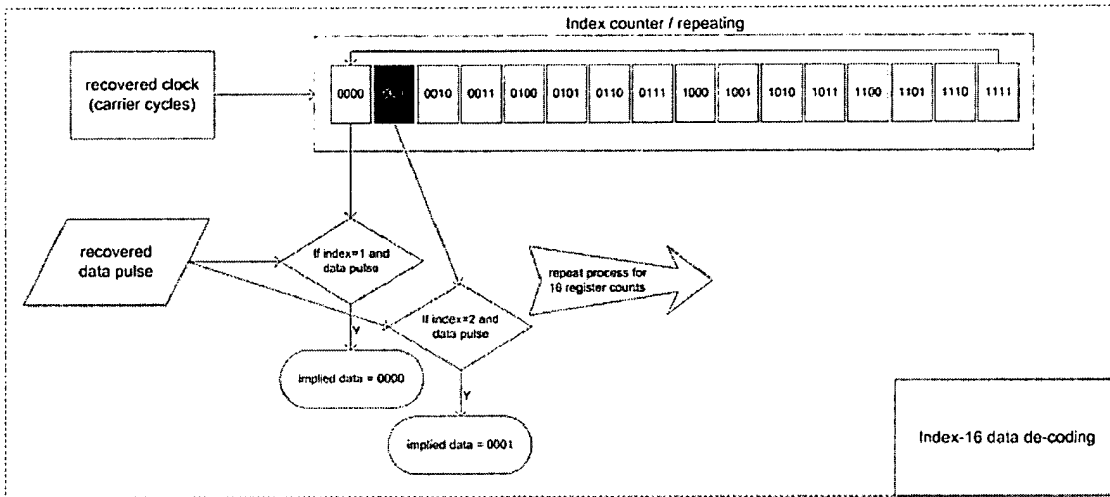 Index counter / repeating
recovered clock
(carrier cycles)
0000
0010
0011
0100
0101
0110
0111
1000
1001
1010
1011
1100
1101
1110
1111
recovered
data pulse
If index=1 and
data pulse
If index=2 and
data pulse
repeat process for
16 register counts
Y
implied data = 0000
Y
implied data = 0001
Index-16 data de-coding